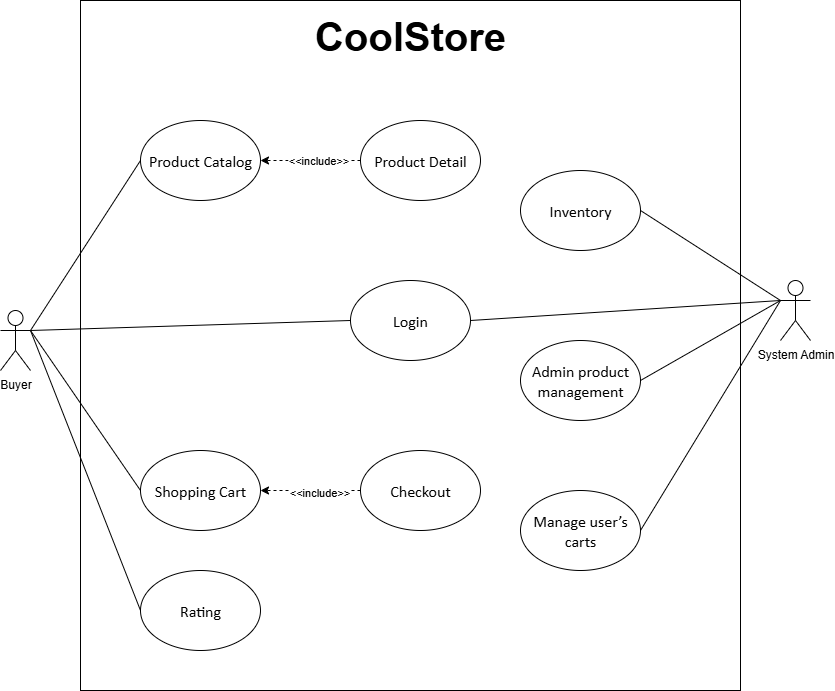 CoolStore
Product Catalog
<<include>>
Product Detail
Inventory
Login
Buyer
System Admin
Admin product
management
Shopping Cart
<<include>>
Checkout
Manage user’s
carts
Rating